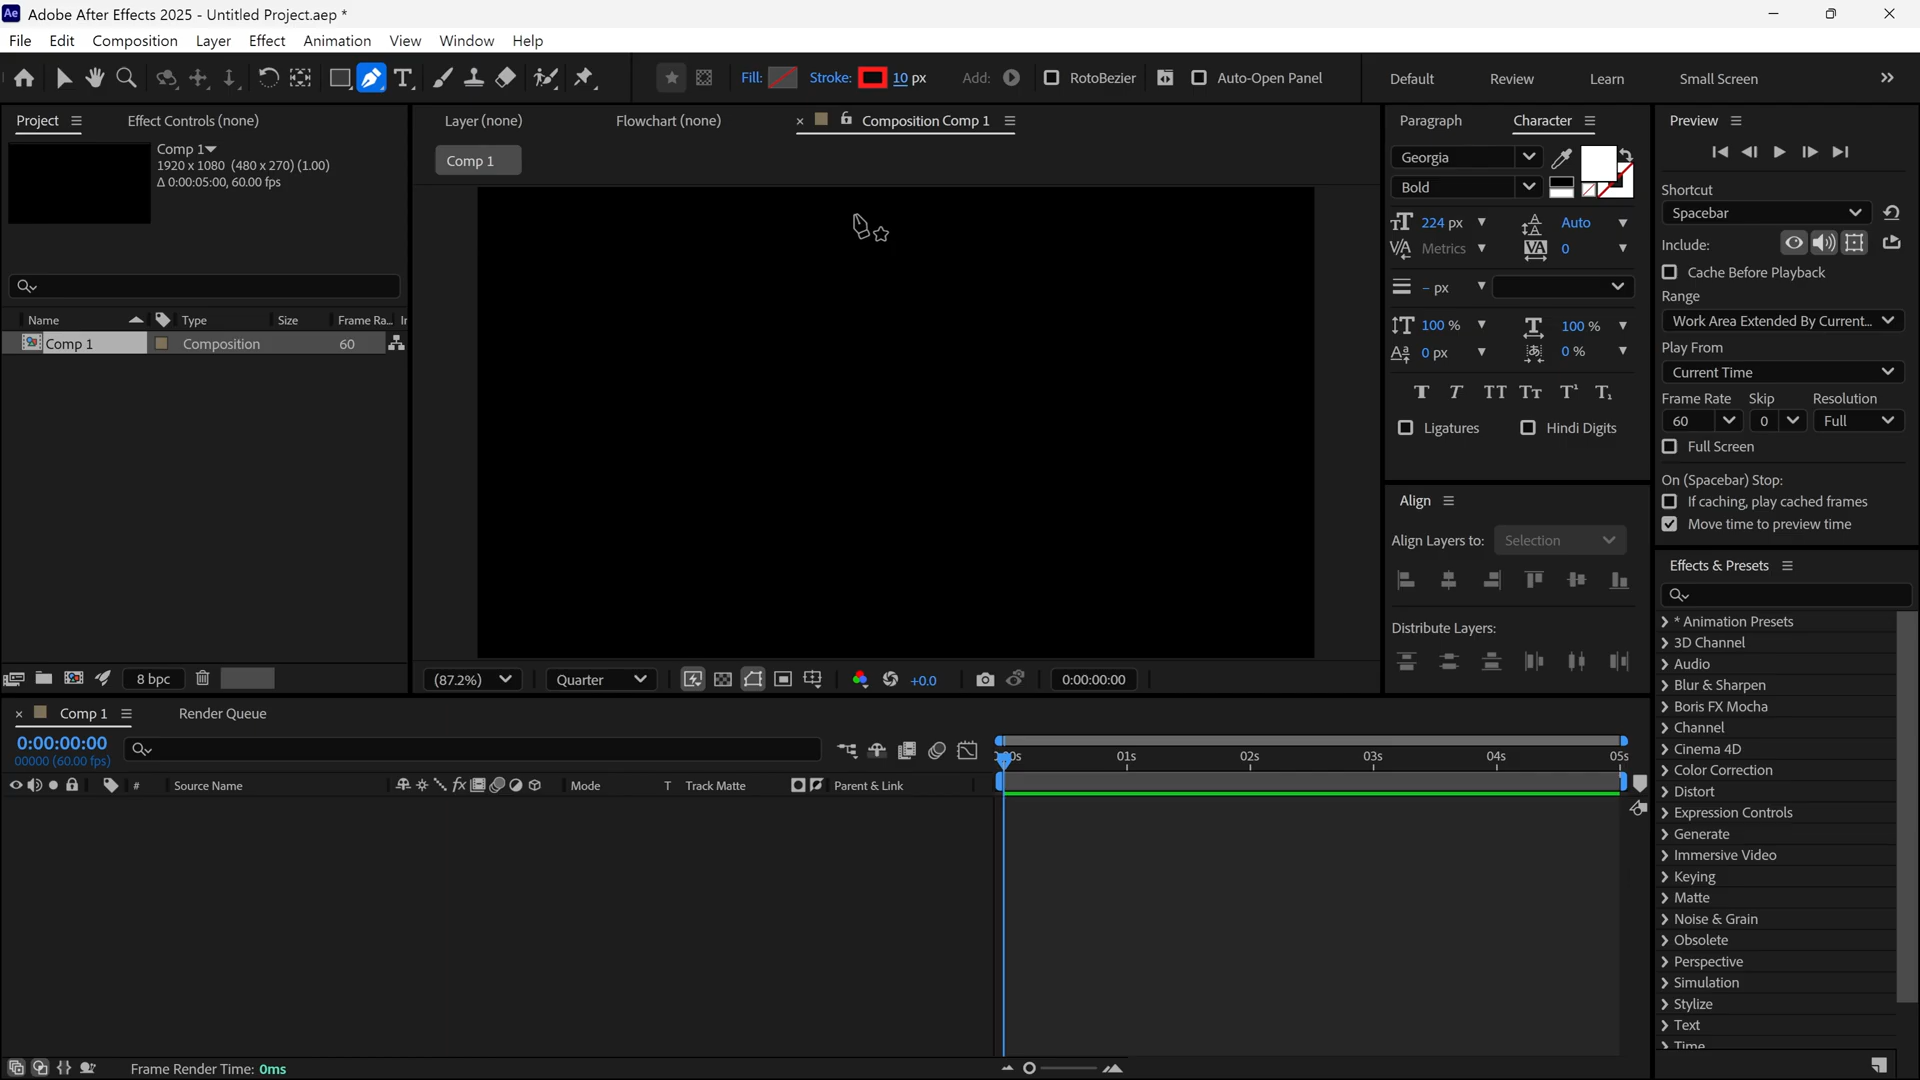 Ae Adobe After Effects 2025 - Untitled Project.aep *
File Edit Composition Layer Effect Animation View Window Help
Fill: Stroke: 10 px Add: RotoBezier Auto-Open Panel Default Review Learn Small Screen
Project Effect Controls (none)
Comp 1
1920 x 1080 (480 x 270) (1.00)
Δ 0:00:05:00, 60.00 fps
Name Type Size Frame Ra... Ir
Comp 1 Composition 60
8 bpc
Layer (none) Flowchart (none) Composition Comp 1
Comp 1
(87.2%) Quarter +0.0 0:00:00:00
Paragraph Character
Georgia
Bold
224 px Auto
Metrics 0
– px
100 % 100 %
0 px 0 %
T T TT Tт T¹ T₁
Ligatures Hindi Digits
Align
Align Layers to: Selection
Distribute Layers:
Preview
Shortcut
Spacebar
Include:
Cache Before Playback
Range
Work Area Extended By Current...
Play From
Current Time
Frame Rate Skip Resolution
60 0 Full
Full Screen
On (Spacebar) Stop:
If caching, play cached frames
Move time to preview time
Effects & Presets
* Animation Presets
3D Channel
Audio
Blur & Sharpen
Boris FX Mocha
Channel
Cinema 4D
Color Correction
Distort
Expression Controls
Generate
Immersive Video
Keying
Matte
Noise & Grain
Obsolete
Perspective
Simulation
Stylize
Text
Time
Comp 1 Render Queue
0:00:00:00
00000 (60.00 fps)
# Source Name Mode T Track Matte Parent & Link
01s 02s 03s 04s 05s
Frame Render Time: 0ms